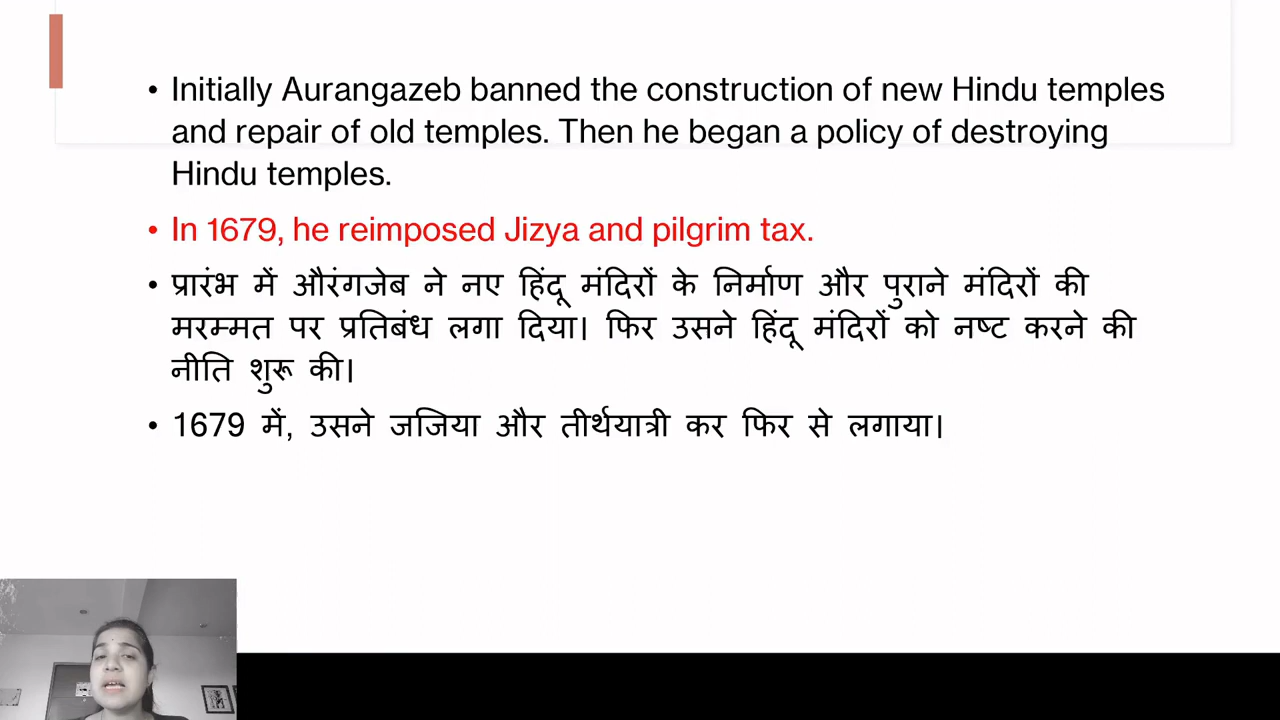 • Initially Aurangazeb banned the construction of new Hindu temples
and repair of old temples. Then he began a policy of destroying
Hindu temples.
• In 1679, he reimposed Jizya and pilgrim tax.
• प्रारंभ में औरंगजेब ने नए हिंदू मंदिरों के निर्माण और पुराने मंदिरों की
मरम्मत पर प्रतिबंध लगा दिया। फिर उसने हिंदू मंदिरों को नष्ट करने की
नीति शुरू की।
• 1679 में, उसने जजिया और तीर्थयात्री कर फिर से लगाया।